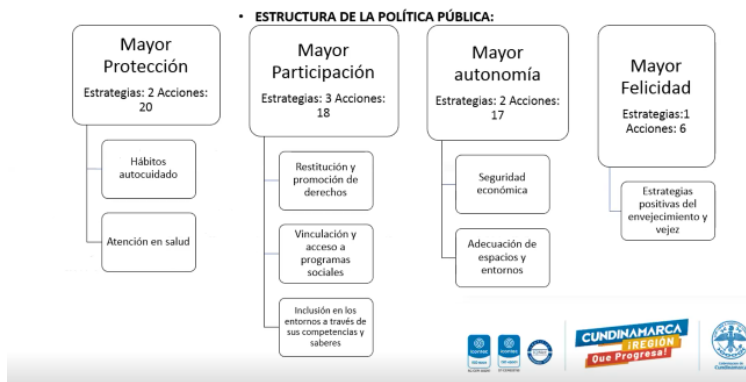 • ESTRUCTURA DE LA POLÍTICA PÚBLICA:
Mayor
Protección
Estrategias: 2 Acciones:
20
Hábitos
autocuidado
Atención en salud
Mayor
Participación
Estrategias: 3 Acciones:
18
Restitución y
promoción de
derechos
Vinculación y
acceso a
programas
sociales
Inclusión en los
entornos a través de
sus competencias y
saberes
Mayor
autonomía
Estrategias: 2 Acciones:
17
Seguridad
económica
Adecuación de
espacios y
entornos
Mayor
Felicidad
Estrategias:1
Acciones: 6
Estrategias
positivas del
envejecimiento y
vejez
icontec
icontec
CUNDINAMARCA
¡REGIÓN
Que Progresa!